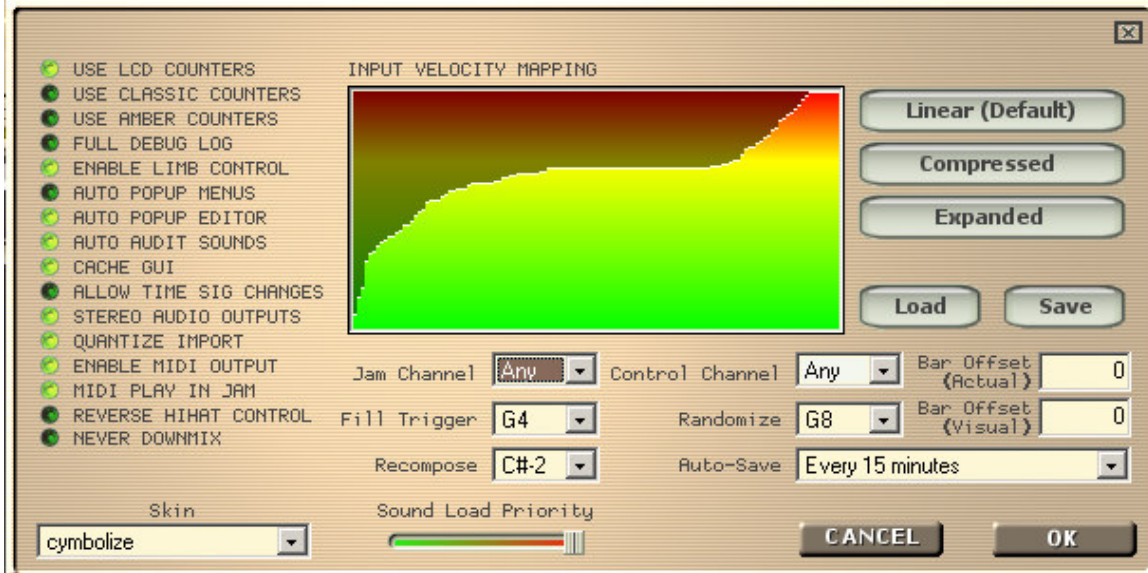 USE LCD COUNTERS
USE CLASSIC COUNTERS
USE AMBER COUNTERS
FULL DEBUG LOG
ENABLE LIMB CONTROL
AUTO POPUP MENUS
AUTO POPUP EDITOR
AUTO AUDIT SOUNDS
CACHE GUI
ALLOW TIME SIG CHANGES
STEREO AUDIO OUTPUTS
QUANTIZE IMPORT
ENABLE MIDI OUTPUT
MIDI PLAY IN JAM
REVERSE HIHAT CONTROL
NEVER DOWNMIX
Skin
cymbolize
INPUT VELOCITY MAPPING
Linear (Default)
Compressed
Expanded
Load Save
Jam Channel Any Control Channel Any Bar Offset (Actual) 0
Fill Trigger G4 Randomize G8 Bar Offset (Visual) 0
Recompose C#-2 Auto-Save Every 15 minutes
Sound Load Priority
CANCEL OK